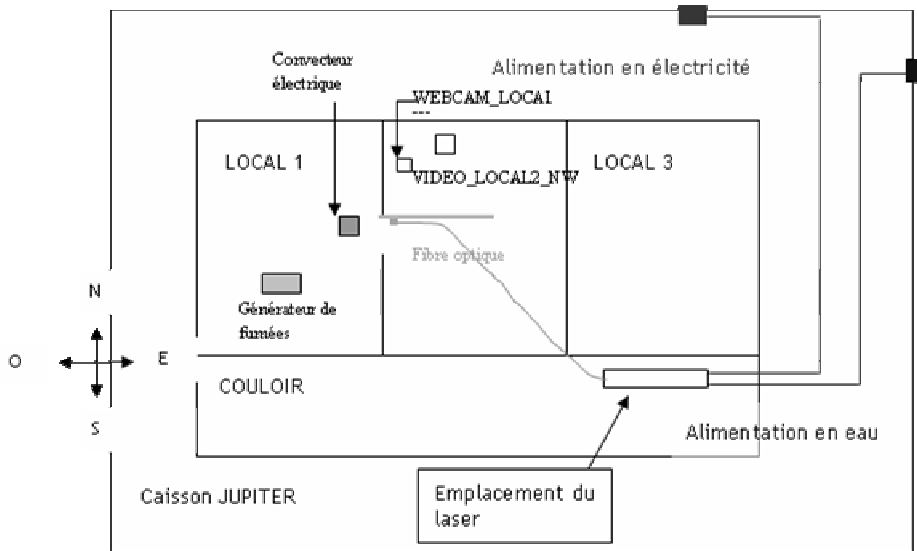 Convecteur
électrique
Alimentation en électricité
WEBCAM_LOCA1
---
LOCAL 1
LOCAL 3
VIDEO_LOCAL2_NW
Fibre optique
Générateur de
fumées
N
O
E
S
COULOIR
Alimentation en eau
Caisson JUPITER
Emplacement du
laser